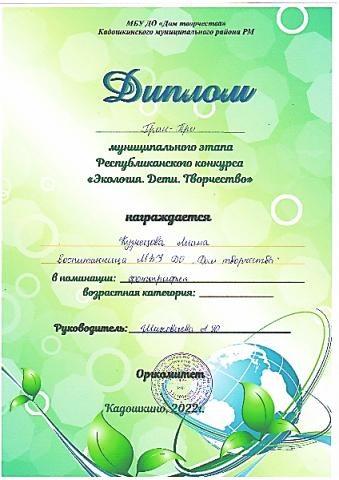 МБУ ДО «Дом творчества»
Кадошкинского муниципального района РМ
Диплом
Гран-При
муниципального этапа
Республиканского конкурса
«Экология. Дети. Творчество»
награждается
Кузнецова
воспитанница МБУ ДО „Дом творчества"
в номинации: фотография
возрастная категория:
Руководитель:
Оргкомитет
Кадошкино, 2022г.